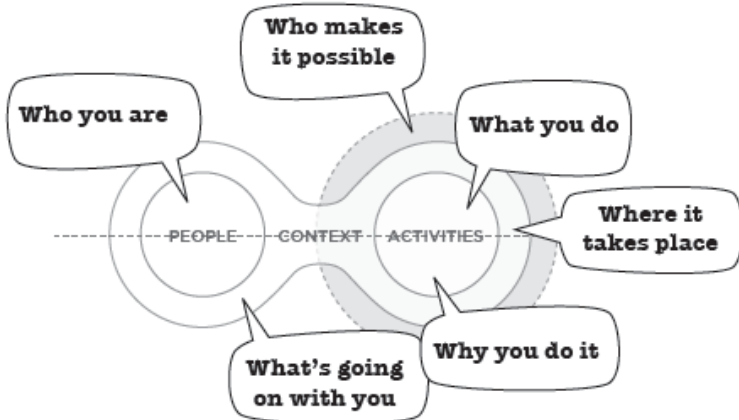 Who makes
it possible
Who you are
What you do
Where it
takes place
PEOPLE CONTEXT ACTIVITIES
Why you do it
What's going
on with you